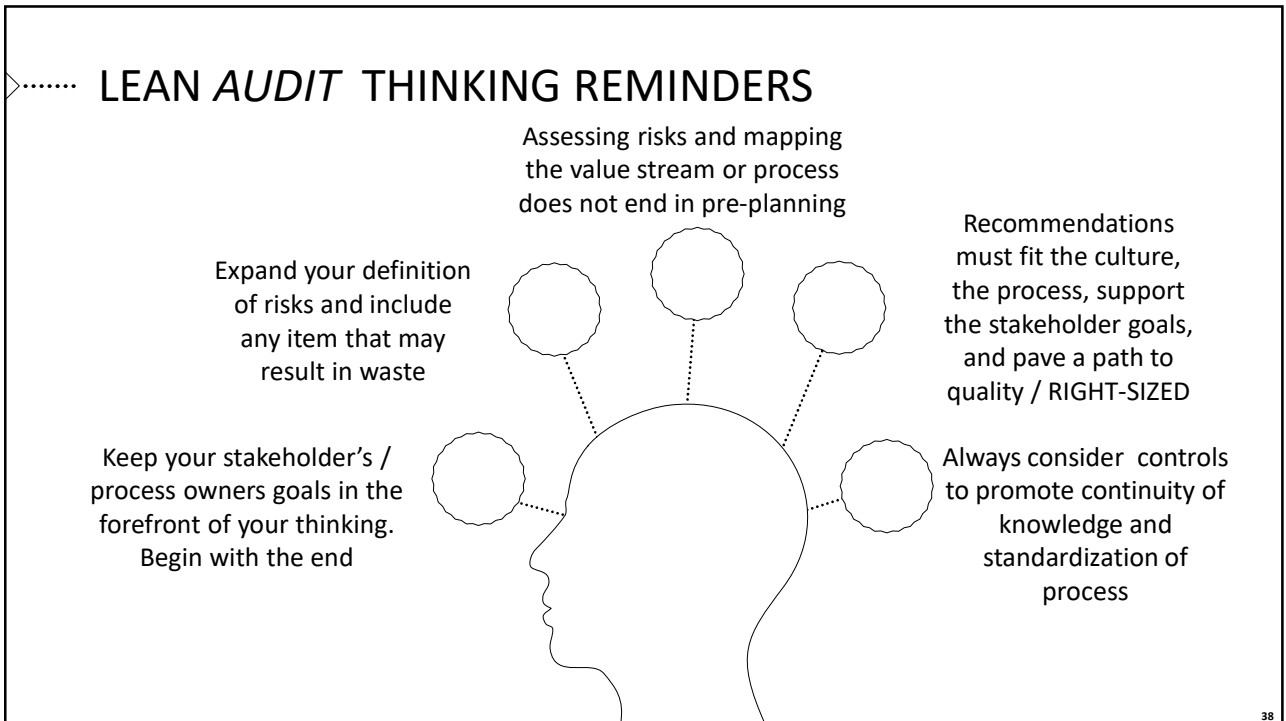 LEAN AUDIT THINKING REMINDERS
Assessing risks and mapping
the value stream or process
does not end in pre-planning
Expand your definition
of risks and include
any item that may
result in waste
Recommendations
must fit the culture,
the process, support
the stakeholder goals,
and pave a path to
quality / RIGHT-SIZED
Keep your stakeholder’s /
process owners goals in the
forefront of your thinking.
Begin with the end
Always consider controls
to promote continuity of
knowledge and
standardization of
process
38